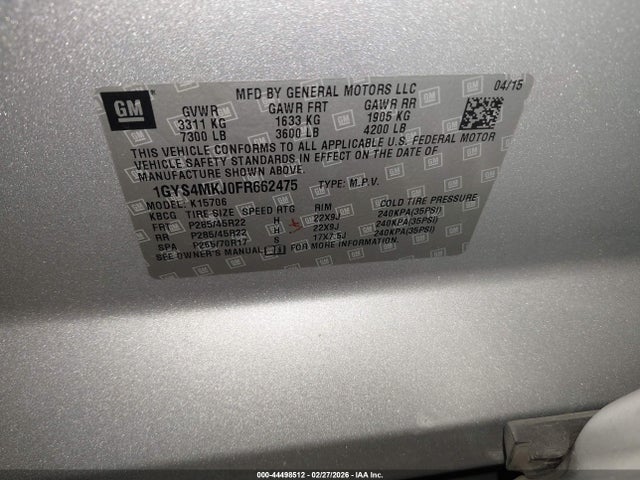 GM
MFD BY GENERAL MOTORS LLC 04/15
GVWR GAWR FRT GAWR RR
3311 KG 1633 KG 1905 KG
7300 LB 3600 LB 4200 LB
THIS VEHICLE CONFORMS TO ALL APPLICABLE U.S. FEDERAL MOTOR
VEHICLE SAFETY STANDARDS IN EFFECT ON THE DATE OF
MANUFACTURE SHOWN ABOVE.
1GYS4MKJ0FR662475 TYPE: M.P.V.
MODEL: K15706
KBCG TIRE SIZE SPEED RTG RIM COLD TIRE PRESSURE
FRT P285/45R22 H 22X9J 240KPA(35PSI)
RR P285/45R22 H 22X9J 240KPA(35PSI)
SPA P265/70R17 S 17X7.5J 240KPA(35PSI)
SEE OWNER'S MANUAL FOR MORE INFORMATION.
000-44498512 - 02/27/2026 - IAAI, Inc.